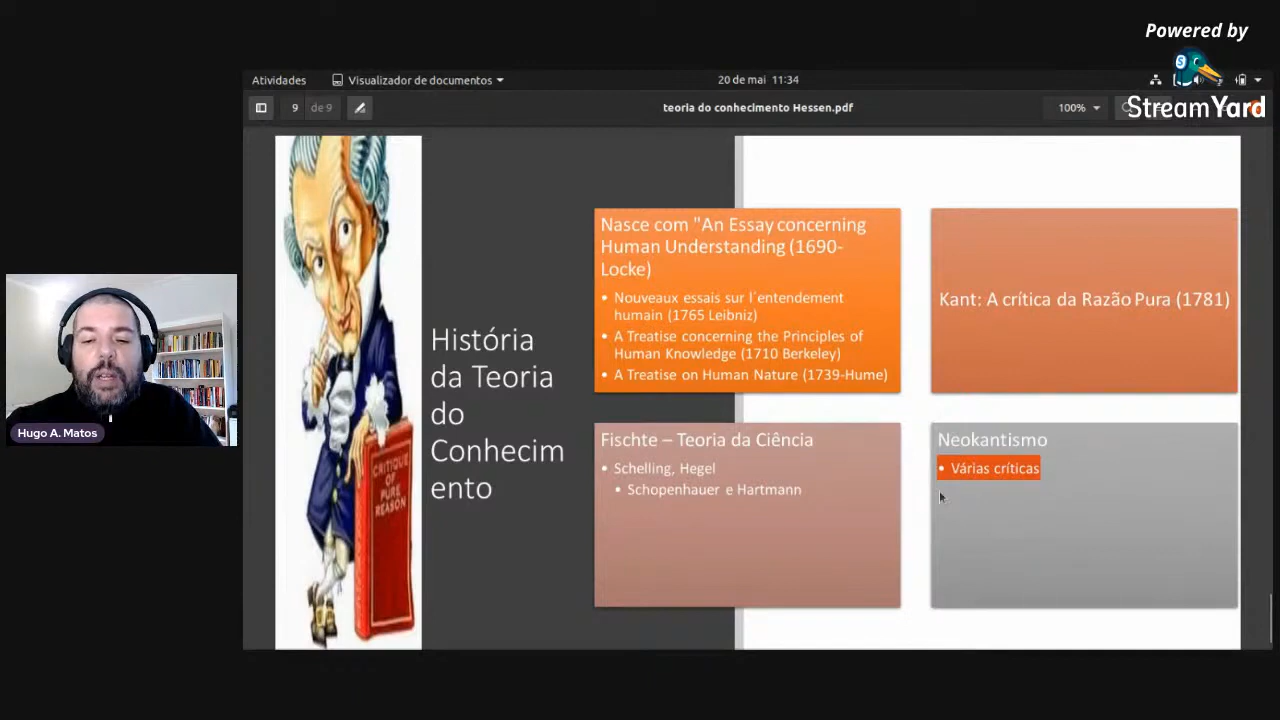 Powered by
StreamYard
Atividades
Visualizador de documentos
20 de mai 11:34
9 de 9
teoria do conhecimento Hessen.pdf
100%
História
da Teoria
do
Conhecim
ento
CRITIQUE
OF
PURE
REASON
Nasce com "An Essay concerning
Human Understanding (1690-
Locke)
• Nouveaux essais sur l´entendement
humain (1765 Leibniz)
• A Treatise concerning the Principles of
Human Knowledge (1710 Berkeley)
• A Treatise on Human Nature (1739-Hume)
Kant: A crítica da Razão Pura (1781)
Fischte – Teoria da Ciência
• Schelling, Hegel
• Schopenhauer e Hartmann
Neokantismo
• Várias críticas
Hugo A. Matos